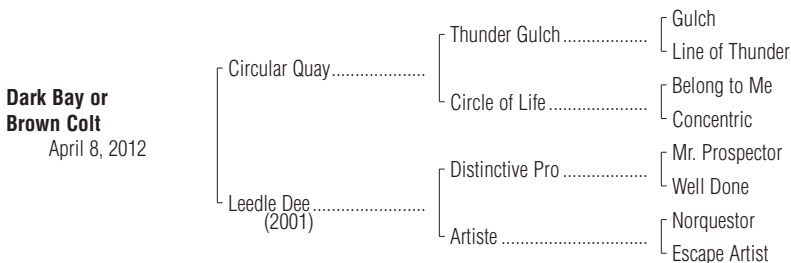 Gulch
Thunder Gulch..................
Line of Thunder
Circular Quay.....................
Belong to Me
Circle of Life .....................
Concentric
Dark Bay or
Brown Colt
April 8, 2012
Mr. Prospector
Distinctive Pro ..................
Well Done
Leedle Dee.........................
(2001)
Norquestor
Artiste ................................
Escape Artist